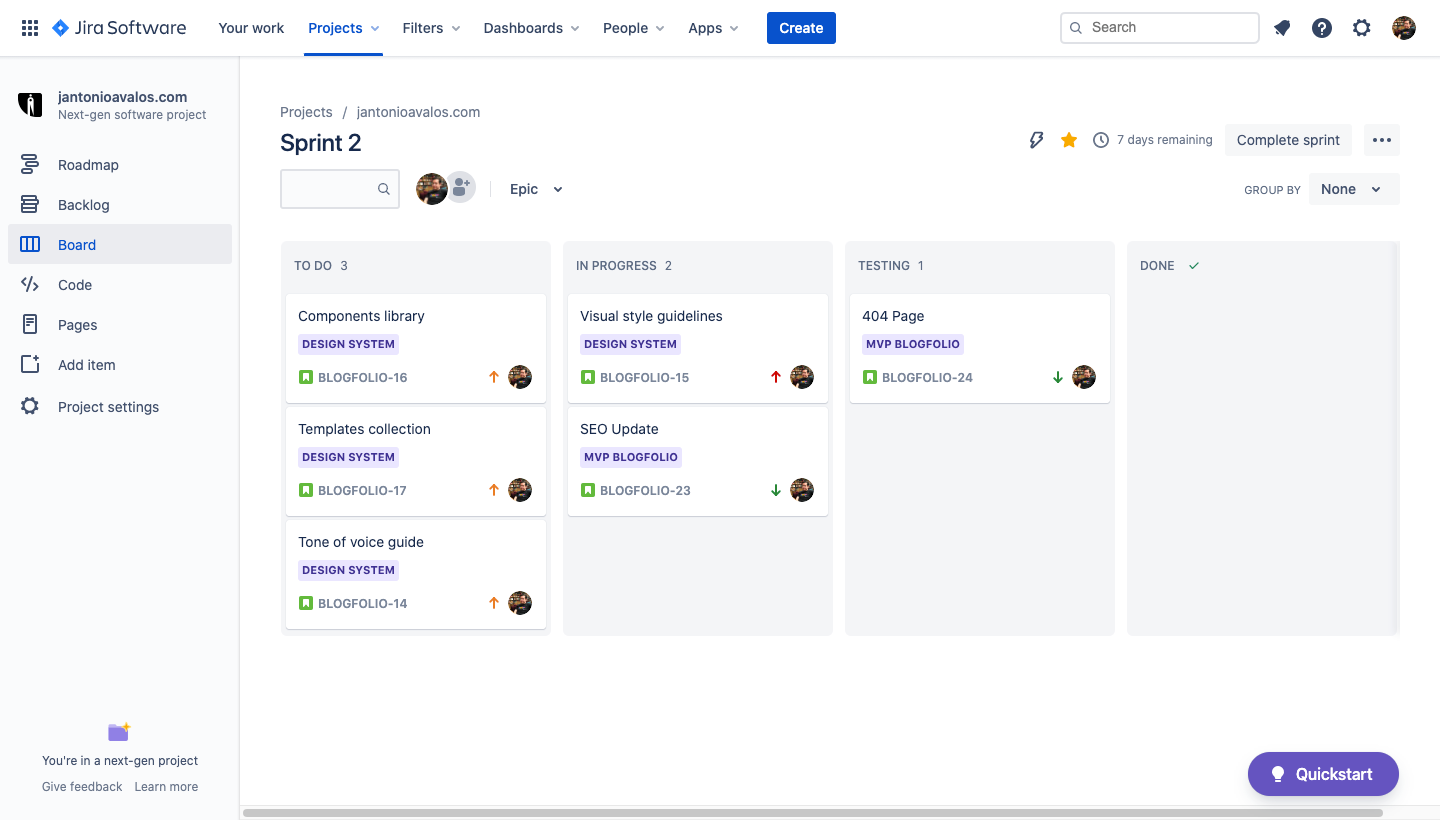 Jira Software
Your work
Projects
Filters
Dashboards
People
Apps
Create
Search
jantonioavalos.com
Next-gen software project
Roadmap
Backlog
Board
Code
Pages
Add item
Project settings
You're in a next-gen project
Give feedback Learn more
Projects / jantonioavalos.com
Sprint 2
7 days remaining
Complete sprint
Epic
GROUP BY
None
TO DO 3
Components library
DESIGN SYSTEM
BLOGFOLIO-16
Templates collection
DESIGN SYSTEM
BLOGFOLIO-17
Tone of voice guide
DESIGN SYSTEM
BLOGFOLIO-14
IN PROGRESS 2
Visual style guidelines
DESIGN SYSTEM
BLOGFOLIO-15
SEO Update
MVP BLOGFOLIO
BLOGFOLIO-23
TESTING 1
404 Page
MVP BLOGFOLIO
BLOGFOLIO-24
DONE
Quickstart